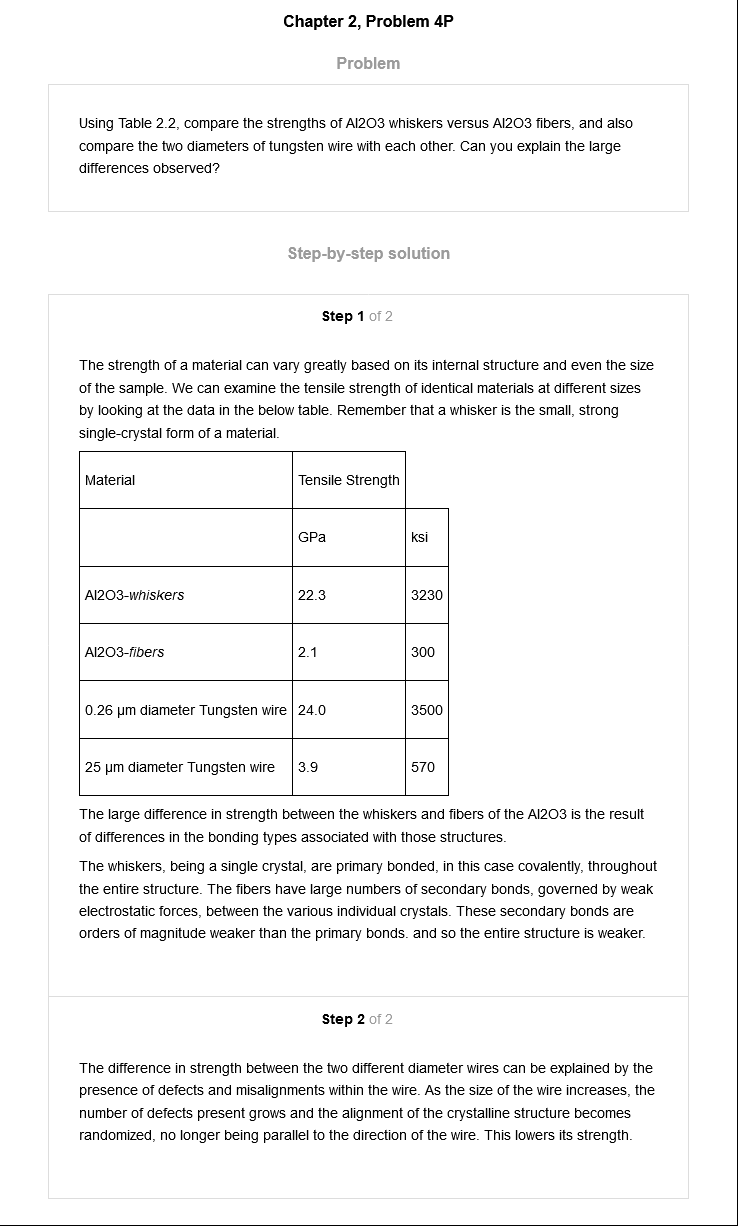 Chapter 2, Problem 4P
Problem
Using Table 2.2, compare the strengths of Al2O3 whiskers versus Al2O3 fibers, and also
compare the two diameters of tungsten wire with each other. Can you explain the large
differences observed?
Step-by-step solution
Step 1 of 2
The strength of a material can vary greatly based on its internal structure and even the size
of the sample. We can examine the tensile strength of identical materials at different sizes
by looking at the data in the below table. Remember that a whisker is the small, strong
single-crystal form of a material.
Material Tensile Strength
GPa ksi
Al2O3-whiskers 22.3 3230
Al2O3-fibers 2.1 300
0.26 μm diameter Tungsten wire 24.0 3500
25 μm diameter Tungsten wire 3.9 570
The large difference in strength between the whiskers and fibers of the Al2O3 is the result
of differences in the bonding types associated with those structures.
The whiskers, being a single crystal, are primary bonded, in this case covalently, throughout
the entire structure. The fibers have large numbers of secondary bonds, governed by weak
electrostatic forces, between the various individual crystals. These secondary bonds are
orders of magnitude weaker than the primary bonds. and so the entire structure is weaker.
Step 2 of 2
The difference in strength between the two different diameter wires can be explained by the
presence of defects and misalignments within the wire. As the size of the wire increases, the
number of defects present grows and the alignment of the crystalline structure becomes
randomized, no longer being parallel to the direction of the wire. This lowers its strength.